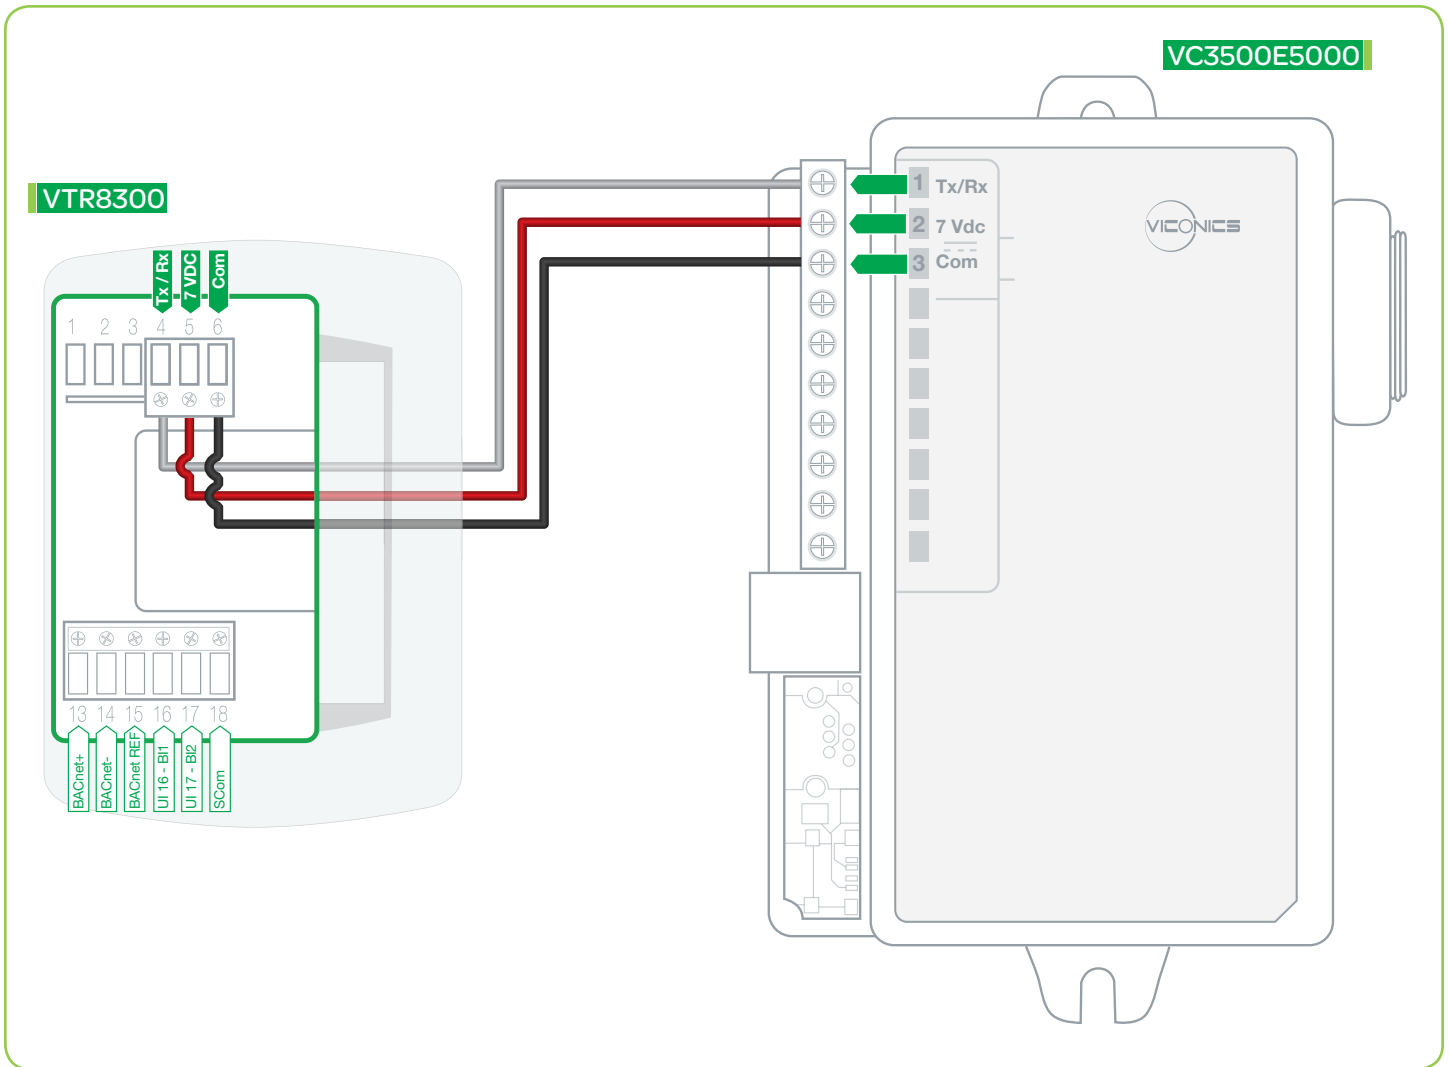 VC3500E5000
VTR8300
Tx / Rx
7 VDC
Com
1 2 3 4 5 6
1 Tx/Rx
2 7 Vdc
3 Com
VICONICS
13 14 15 16 17 18
BACnet+
BACnet-
BACnet REF
UI 16 - BI1
UI 17 - BI2
SCom